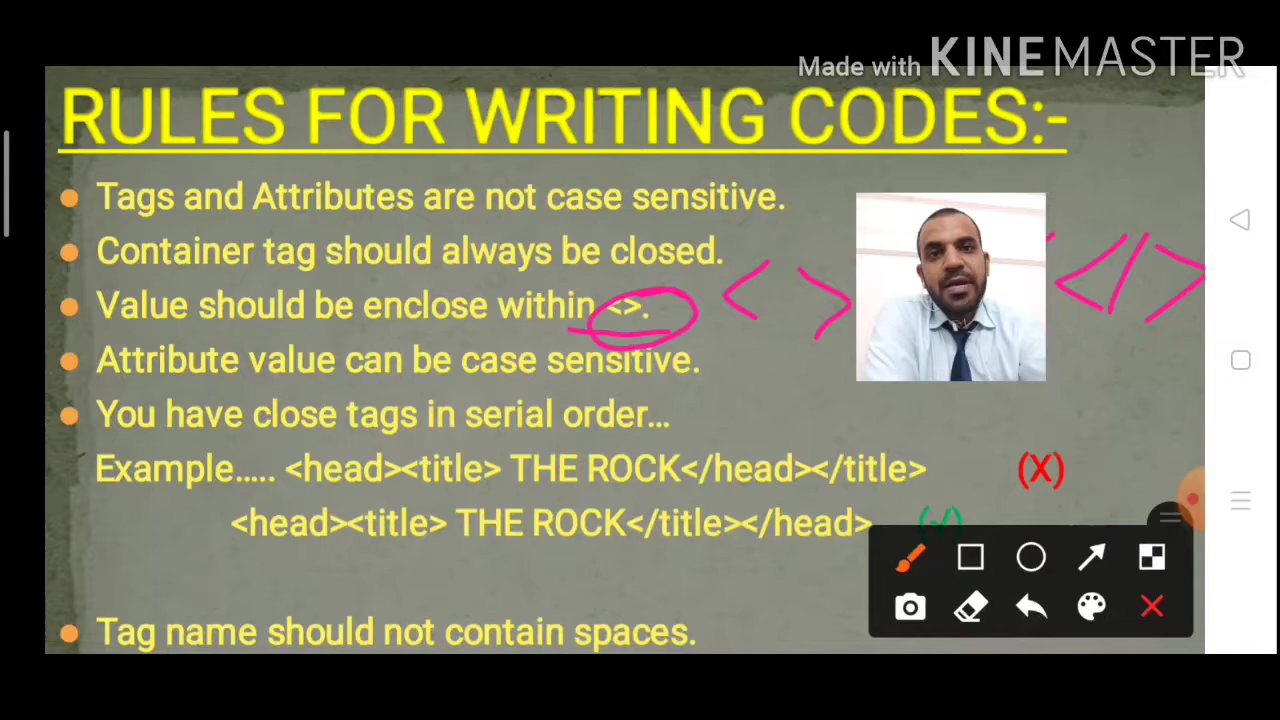 Made with KINEMASTER
RULES FOR WRITING CODES:-
Tags and Attributes are not case sensitive.
Container tag should always be closed.
Value should be enclose within <>.
< > </>
Attribute value can be case sensitive.
You have close tags in serial order...
Example..... <head><title> THE ROCK</head></title> (X)
<head><title> THE ROCK</title></head> (✓)
Tag name should not contain spaces.